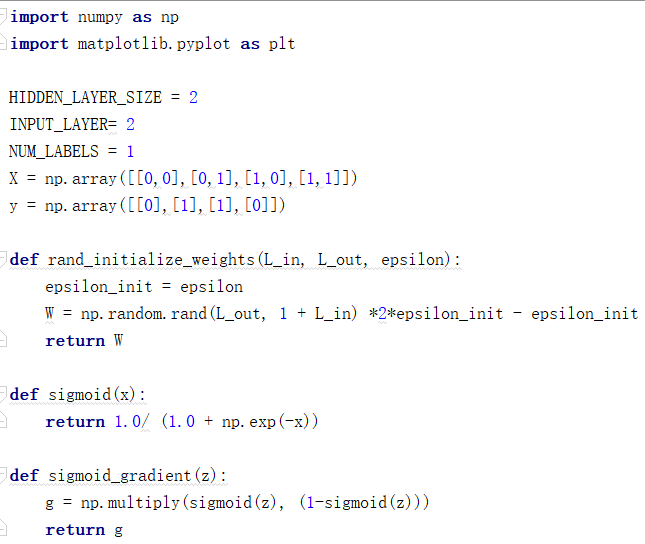 import numpy as np
import matplotlib.pyplot as plt
HIDDEN_LAYER_SIZE = 2
INPUT_LAYER= 2
NUM_LABELS = 1
X = np.array([[0,0],[0,1],[1,0],[1,1]])
y = np.array([[0],[1],[1],[0]])
def rand_initialize_weights(L_in, L_out, epsilon):
    epsilon_init = epsilon
    W = np.random.rand(L_out, 1 + L_in) *2*epsilon_init - epsilon_init
    return W
def sigmoid(x):
    return 1.0/ (1.0 + np.exp(-x))
def sigmoid_gradient(z):
    g = np.multiply(sigmoid(z), (1-sigmoid(z)))
    return g